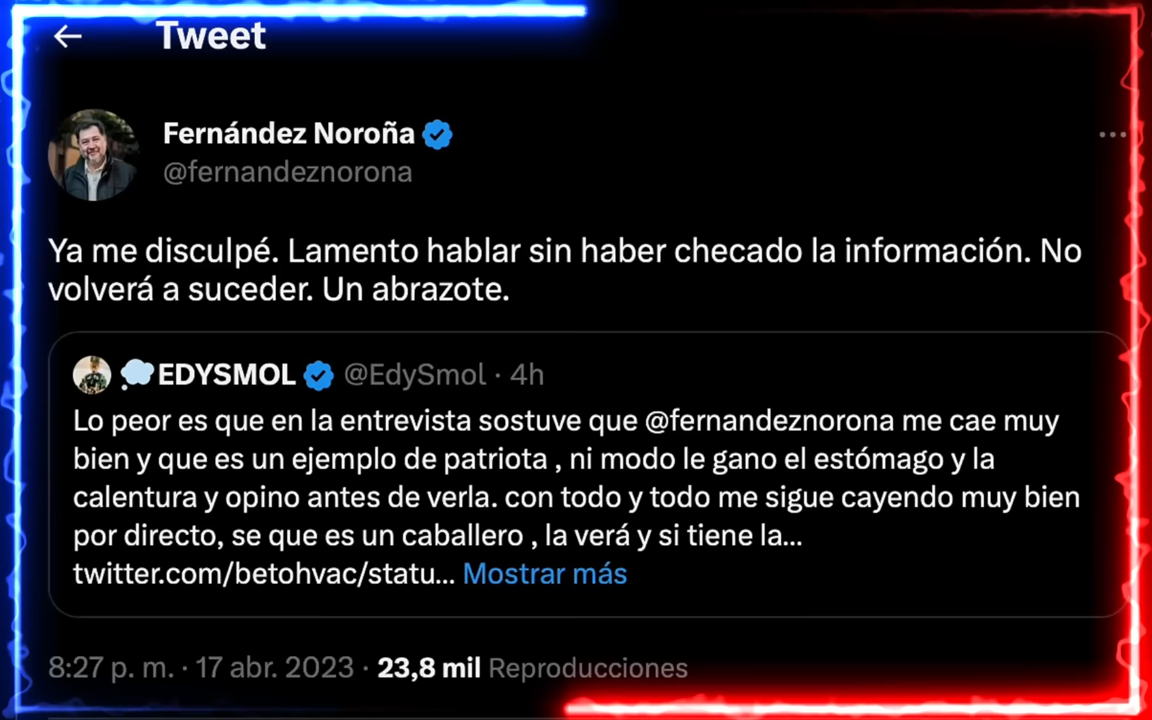 Tweet
Fernández Noroña
@fernandeznorona
Ya me disculpé. Lamento hablar sin haber checado la información. No
volverá a suceder. Un abrazote.
EDYSMOL @EdySmol · 4h
Lo peor es que en la entrevista sostuve que @fernandeznorona me cae muy
bien y que es un ejemplo de patriota , ni modo le gano el estómago y la
calentura y opino antes de verla. con todo y todo me sigue cayendo muy bien
por directo, se que es un caballero , la verá y si tiene la...
twitter.com/betohvac/statu... Mostrar más
8:27 p. m. · 17 abr. 2023 · 23,8 mil Reproducciones